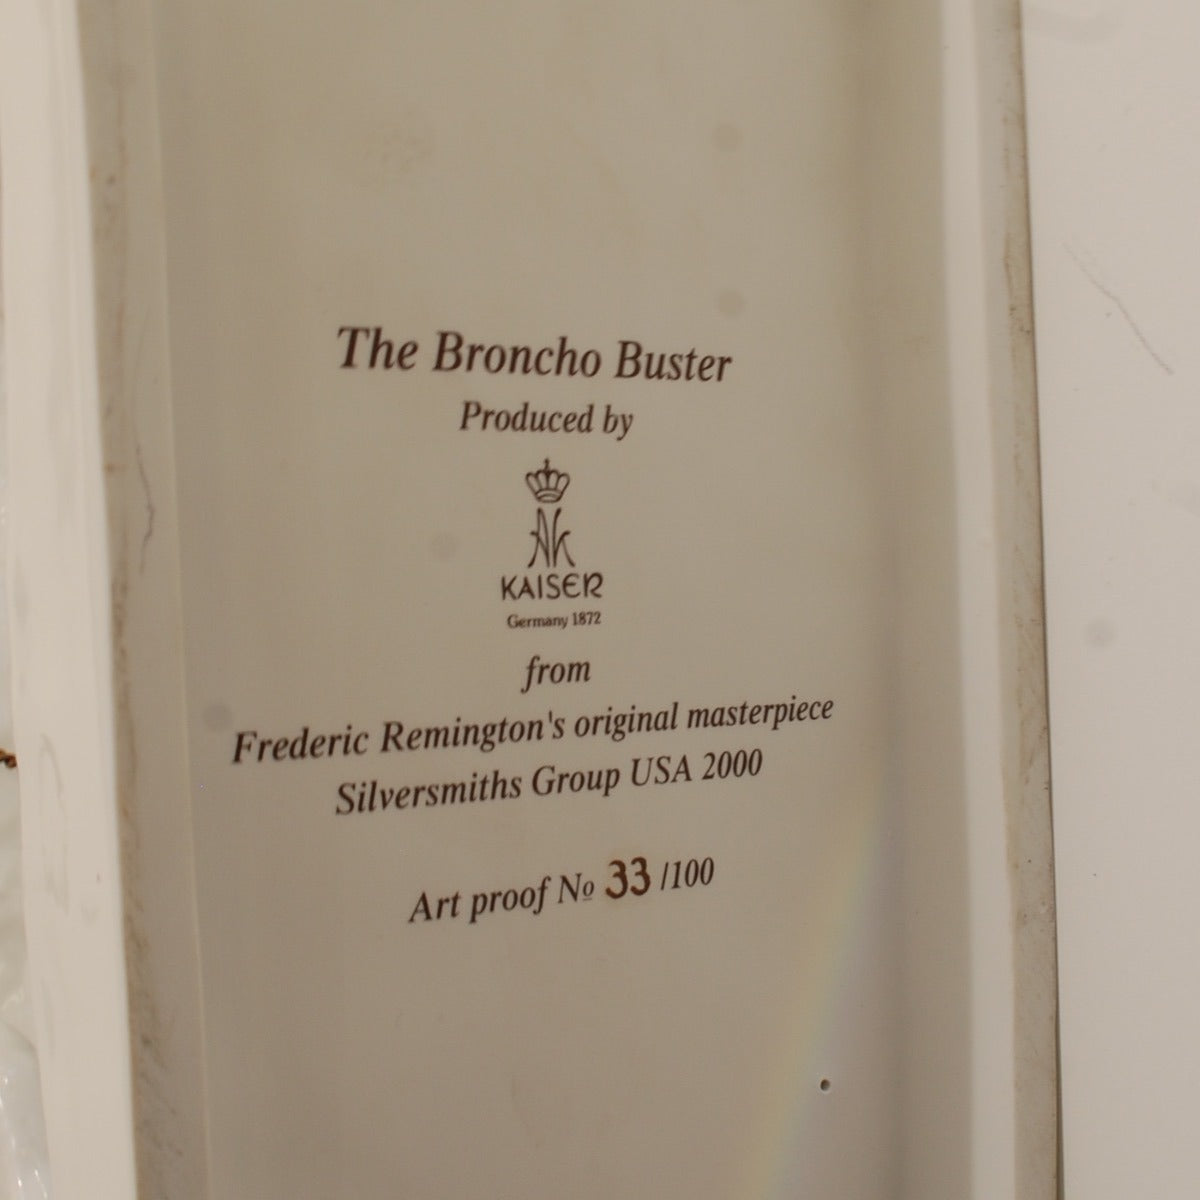 The Broncho Buster
Produced by
AK
KAISER
Germany 1872
from
Frederic Remington's original masterpiece
Silversmiths Group USA 2000
Art proof № 33 /100